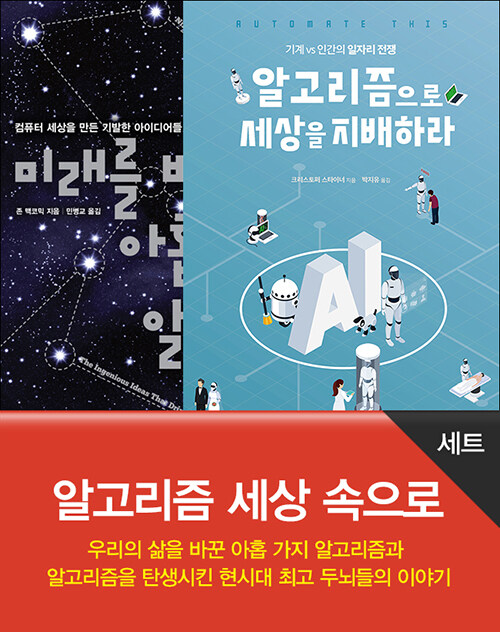 컴퓨터 세상을 만든 기발한 아이디어들
미래를 바
존 맥코믹 지음 | 민병교 옮김
아홉
알
The Ingenious Ideas That Dri
AUTOMATE THIS
기계 vs 인간의 일자리 전쟁
알고리즘으로
세상을 지배하라
크리스토퍼 스타이너 지음 박지유 옮김
AI
세트
알고리즘 세상 속으로
우리의 삶을 바꾼 아홉 가지 알고리즘과
알고리즘을 탄생시킨 현시대 최고 두뇌들의 이야기